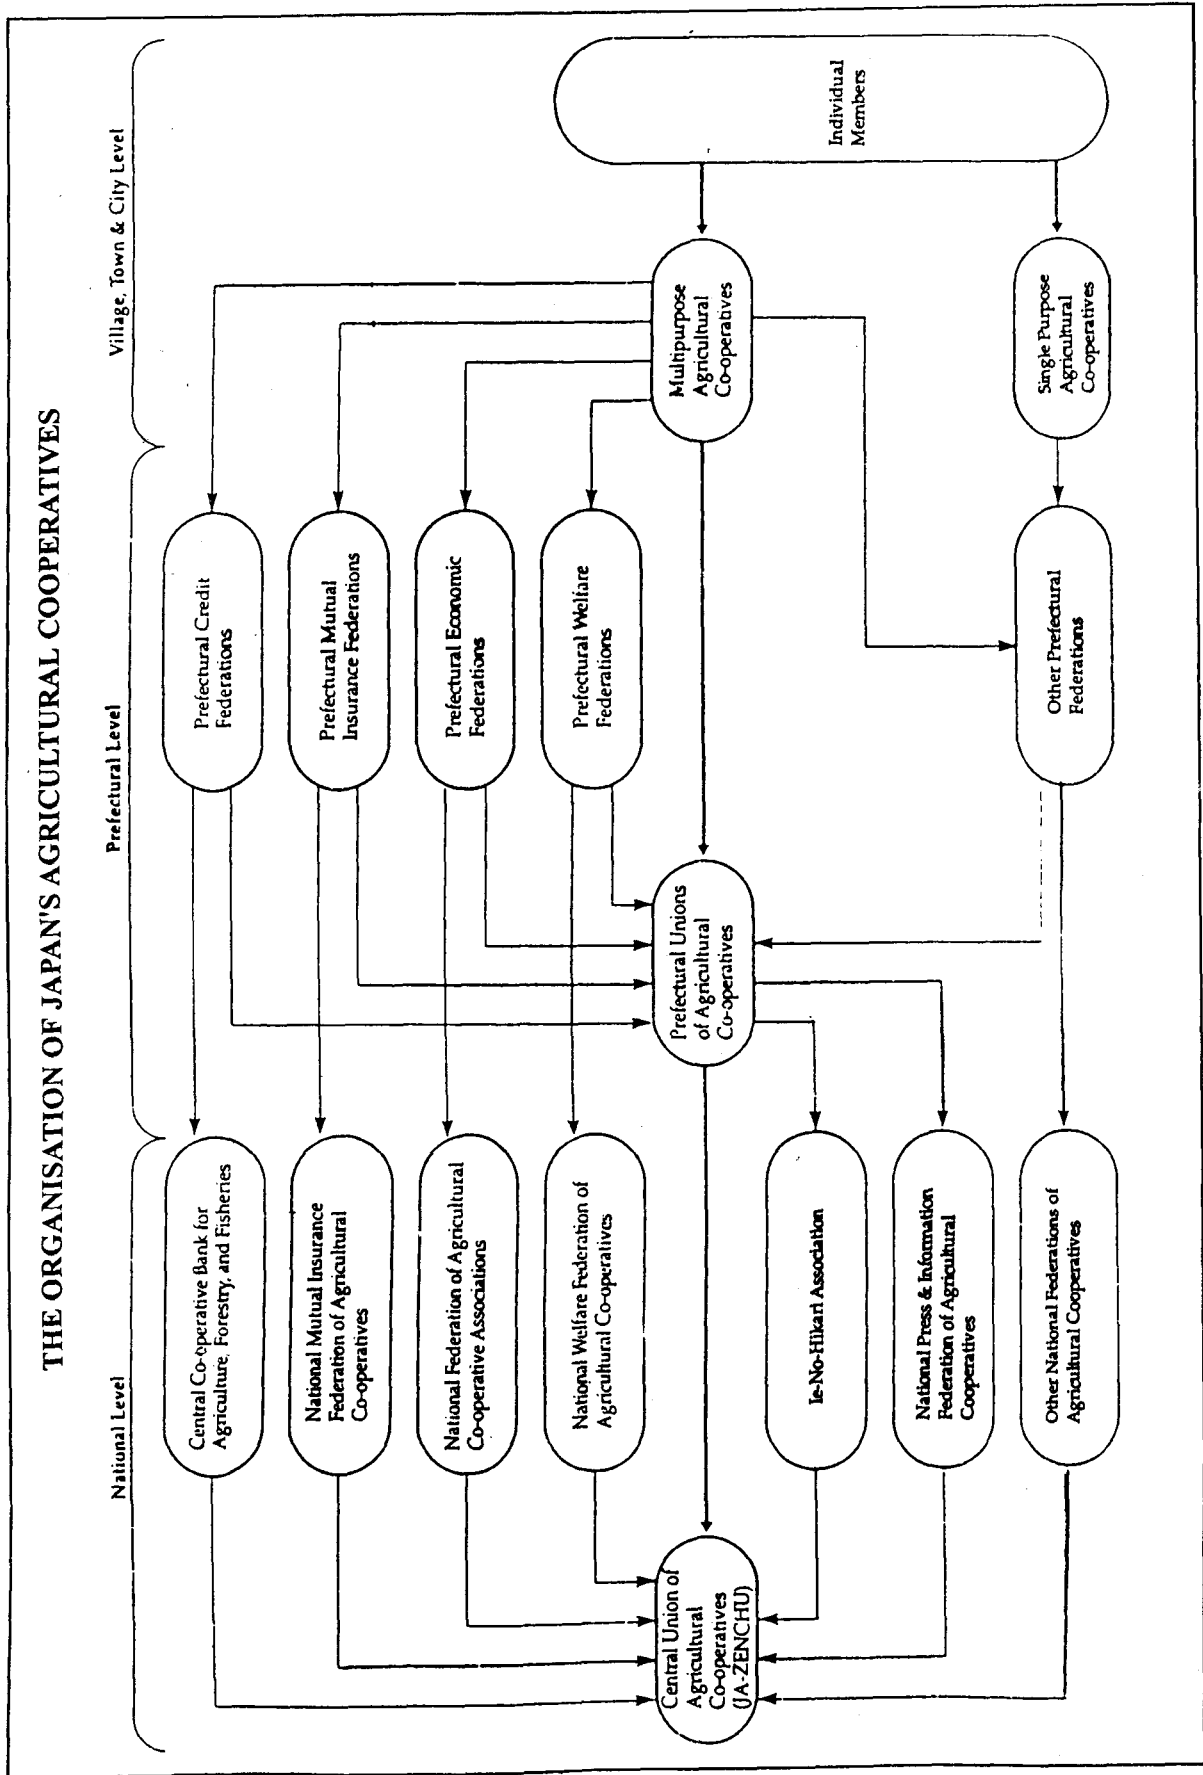 THE ORGANISATION OF JAPAN'S AGRICULTURAL COOPERATIVES
National Level
Prefectural Level
Village, Town & City Level
Central Co-operative Bank for
Agriculture, Forestry, and Fisheries
National Mutual Insurance
Federation of Agricultural
Co-operatives
National Federation of Agricultural
Co-operative Associations
National Welfare Federation of
Agricultural Co-operatives
Central Union of
Agricultural
Co-operatives
(JA-ZENCHU)
Ie-No-Hikari Association
National Press & Information
Federation of Agricultural
Cooperatives
Other National Federations of
Agricultural Cooperatives
Prefectural Credit
Federations
Prefectural Mutual
Insurance Federations
Prefectural Economic
Federations
Prefectural Welfare
Federations
Prefectural Unions
of Agricultural
Co-operatives
Other Prefectural
Federations
Multipurpose
Agricultural
Co-operatives
Single Purpose
Agricultural
Co-operatives
Individual
Members